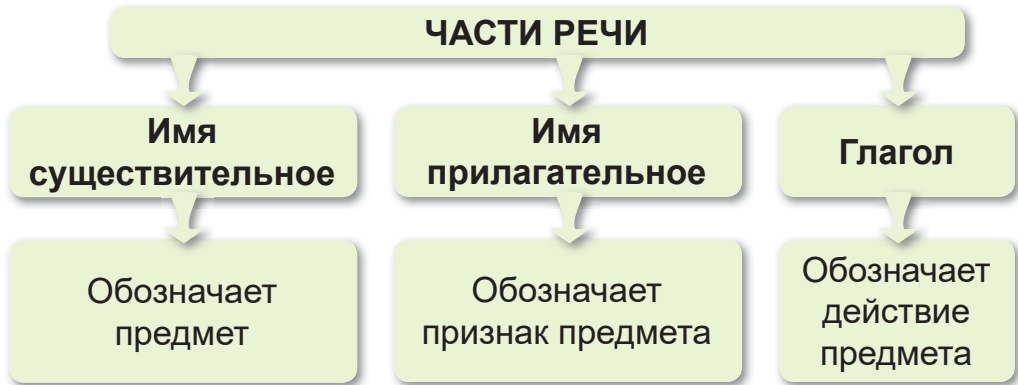 ЧАСТИ РЕЧИ
Имя
существительное
Имя
прилагательное
Глагол
Обозначает
предмет
Обозначает
признак предмета
Обозначает
действие
предмета